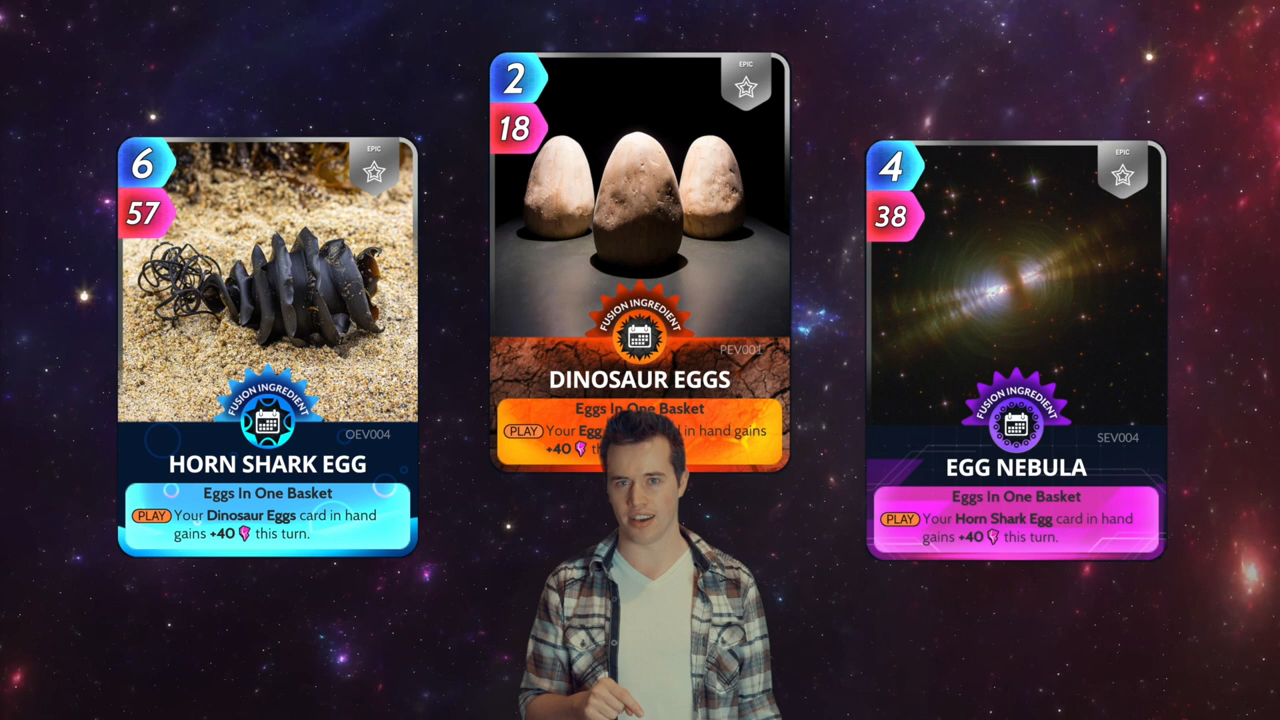 6
57
EPIC
FUSION INGREDIENT
OEV004
HORN SHARK EGG
Eggs In One Basket
PLAY Your Dinosaur Eggs card in hand
gains +40 this turn.
2
18
EPIC
FUSION INGREDIENT
PEV001
DINOSAUR EGGS
Eggs In One Basket
PLAY Your Egg in hand gains
+40
4
38
EPIC
FUSION INGREDIENT
SEV004
EGG NEBULA
Eggs In One Basket
PLAY Your Horn Shark Egg card in hand
gains +40 this turn.